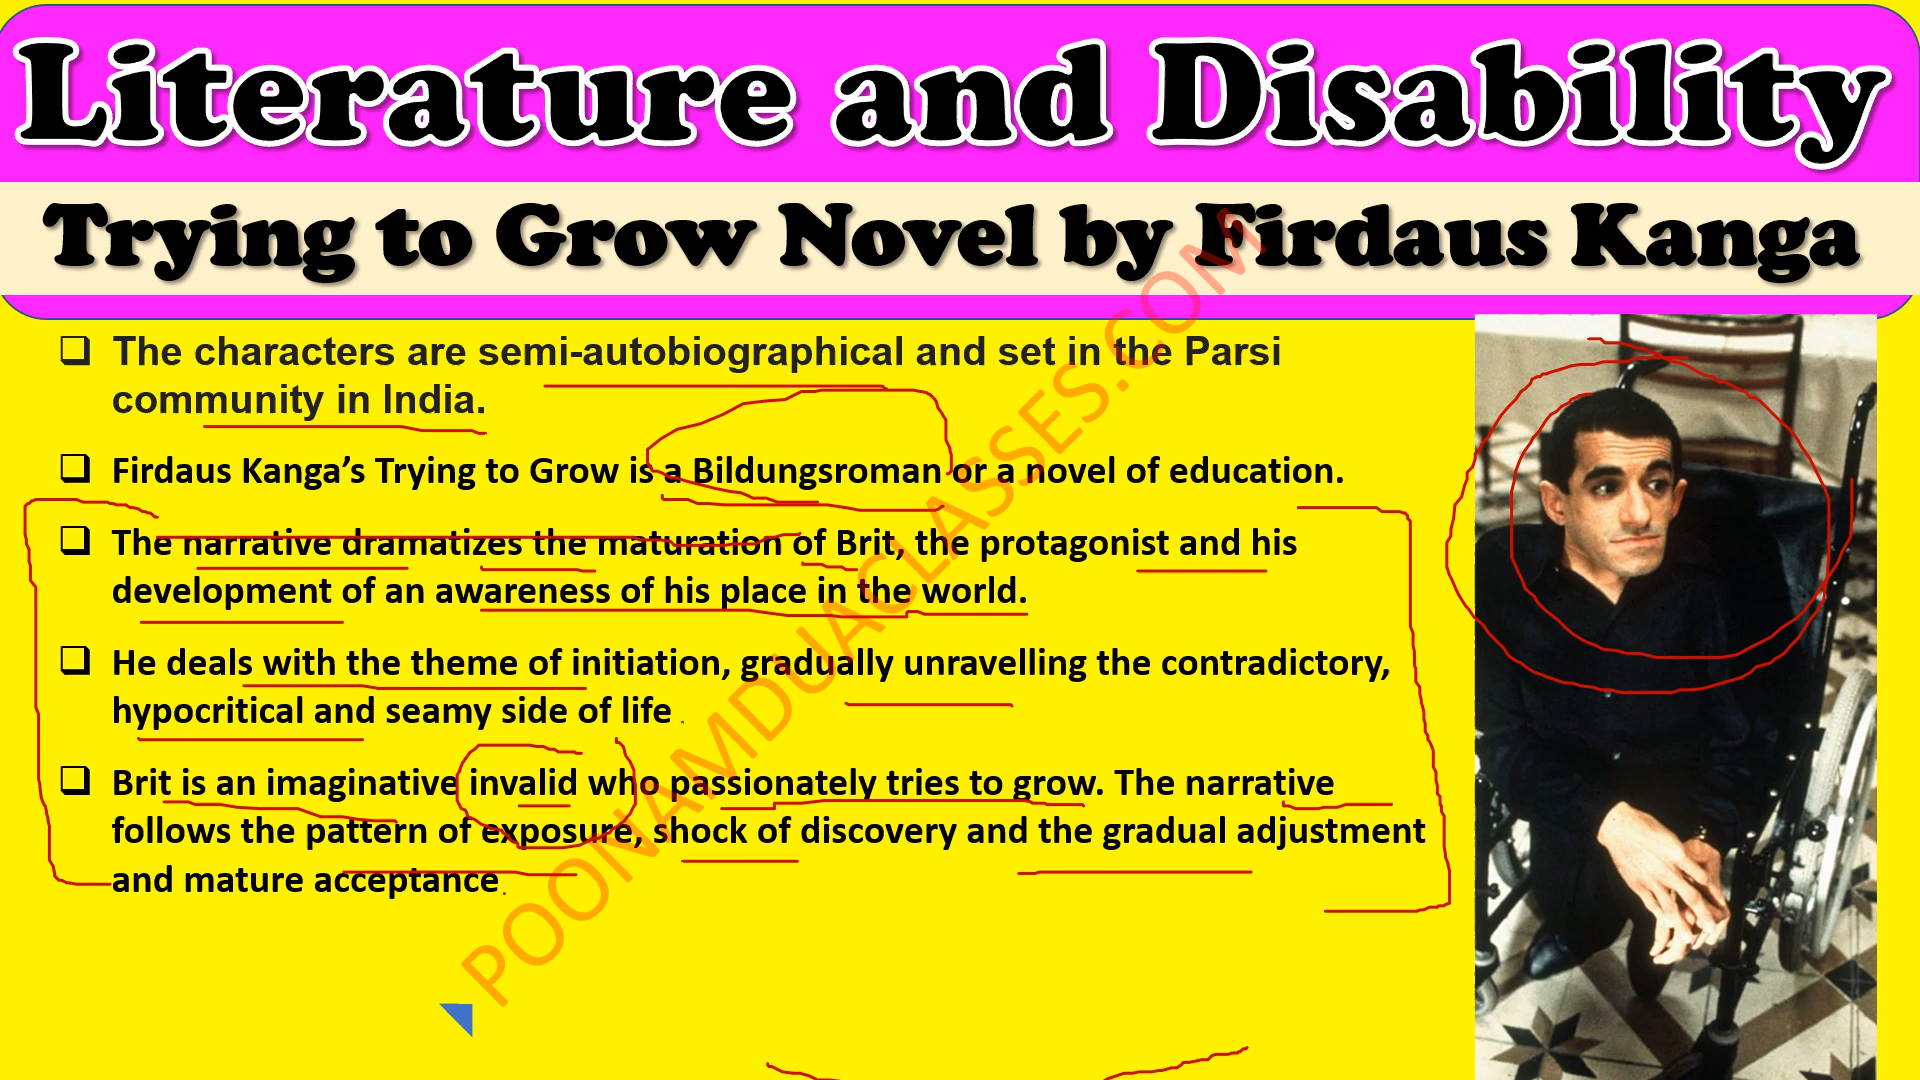 Literature and Disability
Trying to Grow Novel by Firdaus Kanga
The characters are semi-autobiographical and set in the Parsi
community in India.
Firdaus Kanga’s Trying to Grow is a Bildungsroman or a novel of education.
The narrative dramatizes the maturation of Brit, the protagonist and his
development of an awareness of his place in the world.
He deals with the theme of initiation, gradually unravelling the contradictory,
hypocritical and seamy side of life .
Brit is an imaginative invalid who passionately tries to grow. The narrative
follows the pattern of exposure, shock of discovery and the gradual adjustment
and mature acceptance.
POONAMDUACLASSES.COM